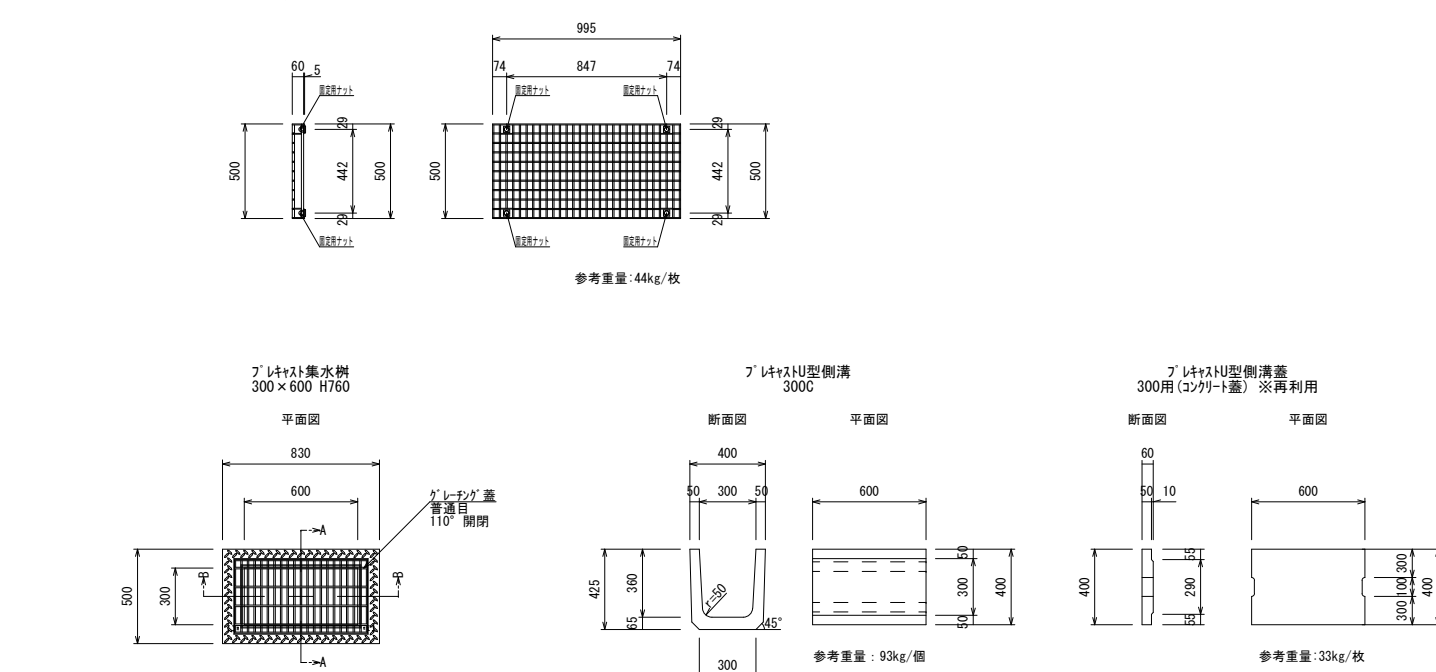 995
60
5
74
847
74
固定用ナット
固定用ナット
固定用ナット
500
29
442
29
500
500
29
442
29
500
固定用ナット
固定用ナット
固定用ナット
参考重量:44kg/枚
プレキャスト集水桝
300×600 H760
平面図
830
600
グレーチング蓋
普通目
110° 開閉
A
B
B
500
300
A
プレキャストU型側溝
300C
断面図
平面図
400
50 300 50
600
425
360
65
r=50
45°
300
50
300
50
400
参考重量：93kg/個
プレキャストU型側溝蓋
300用(コンクリート蓋) ※再利用
断面図
平面図
60
50 10
600
400
55
290
55
300
100
300
400
参考重量:33kg/枚